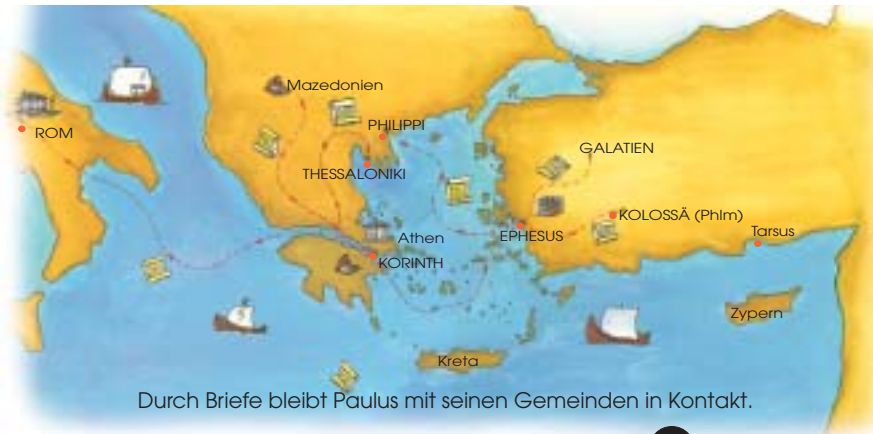 Mazedonien
PHILIPPI
ROM
GALATIEN
THESSALONIKI
KOLOSSÄ (Phlm)
Athen
EPHESUS
Tarsus
KORINTH
Zypern
Kreta
Durch Briefe bleibt Paulus mit seinen Gemeinden in Kontakt.